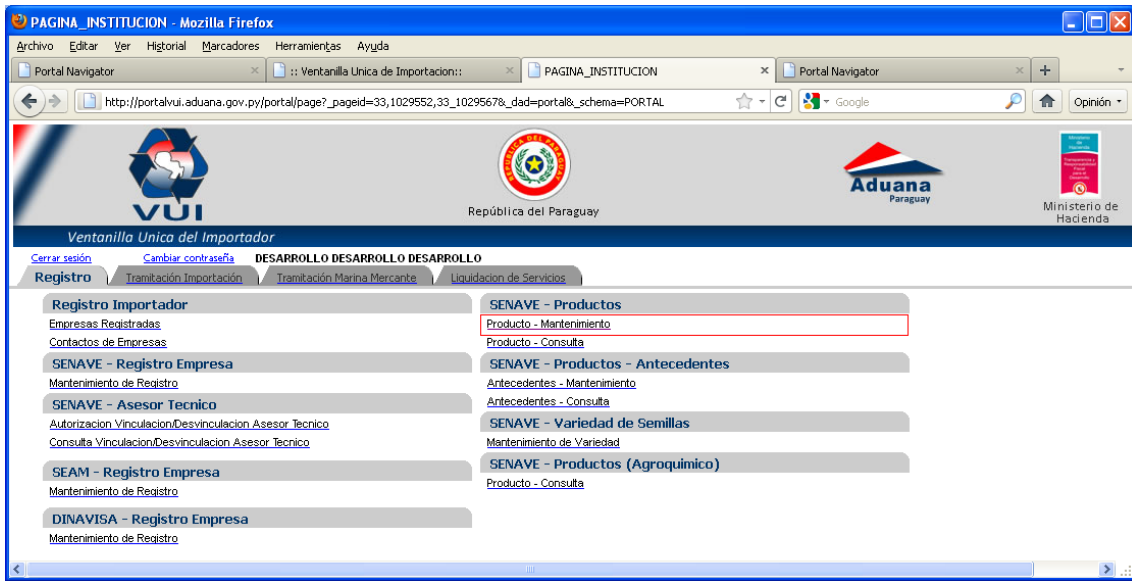 PAGINA_INSTITUCION - Mozilla Firefox
Archivo Editar Ver Historial Marcadores Herramientas Ayuda
Portal Navigator
:: Ventanilla Unica de Importacion::
PAGINA_INSTITUCION
Portal Navigator
http://portalvui.aduana.gov.py/portal/page?_pageid=33,1029552,33_1029567&_dad=portal&_schema=PORTAL
Google
Opinión
REPUBLICA DEL PARAGUAY
VUI
República del Paraguay
Aduana
Paraguay
Ministerio de
Hacienda
Ventanilla Unica del Importador
Cerrar sesión Cambiar contraseña DESARROLLO DESARROLLO DESARROLLO
Registro Tramitación Importación Tramitación Marina Mercante Liquidacion de Servicios
Registro Importador
Empresas Registradas
Contactos de Empresas
SENAVE - Registro Empresa
Mantenimiento de Registro
SENAVE - Asesor Tecnico
Autorizacion Vinculacion/Desvinculacion Asesor Tecnico
Consulta Vinculacion/Desvinculacion Asesor Tecnico
SEAM - Registro Empresa
Mantenimiento de Registro
DINAVISA - Registro Empresa
Mantenimiento de Registro
SENAVE - Productos
Producto - Mantenimiento
Producto - Consulta
SENAVE - Productos - Antecedentes
Antecedentes - Mantenimiento
Antecedentes - Consulta
SENAVE - Variedad de Semillas
Mantenimiento de Variedad
SENAVE - Productos (Agroquimico)
Producto - Consulta